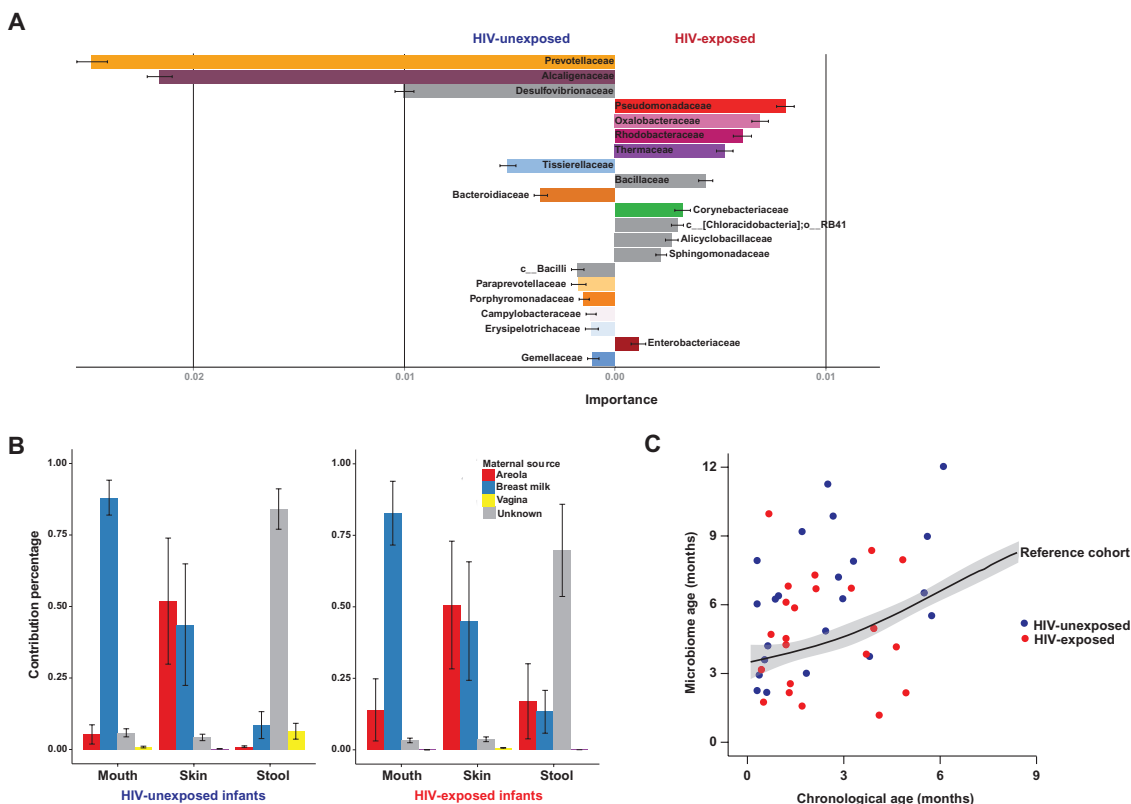 A
HIV-unexposed HIV-exposed
Prevotellaceae
Alcaligenaceae
Desulfovibrionaceae
Pseudomonadaceae
Oxalobacteraceae
Rhodobacteraceae
Thermaceae
Tissierellaceae
Bacillaceae
Bacteroidiaceae
Corynebacteriaceae
c__[Chloracidobacteria];o__RB41
Alicyclobacillaceae
Sphingomonadaceae
c__Bacilli
Paraprevotellaceae
Porphyromonadaceae
Campylobacteraceae
Erysipelotrichaceae
Enterobacteriaceae
Gemellaceae
0.02 0.01 0.00 0.01
Importance
B
Contribution percentage
1.00
0.75
0.50
0.25
0.00
Mouth Skin Stool
HIV-unexposed infants
1.00
0.75
0.50
0.25
0.00
Maternal source
Areola
Breast milk
Vagina
Unknown
Mouth Skin Stool
HIV-exposed infants
C
Microbiome age (months)
12
9
6
3
0
Reference cohort
HIV-unexposed
HIV-exposed
0 3 6 9
Chronological age (months)